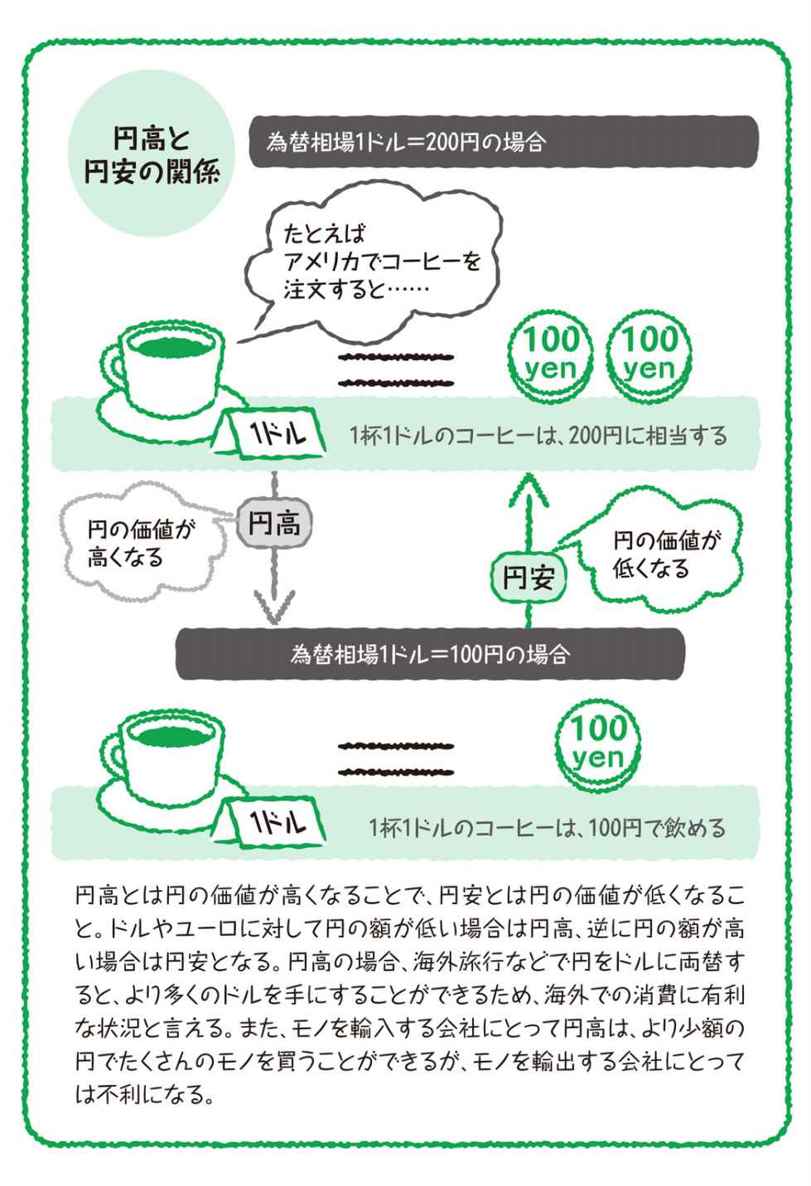 円高と
円安の関係
為替相場1ドル＝200円の場合
たとえば
アメリカでコーヒーを
注文すると……
100
yen
100
yen
1ドル
1杯1ドルのコーヒーは、200円に相当する
円の価値が
高くなる
円高
円安
円の価値が
低くなる
為替相場1ドル＝100円の場合
100
yen
1ドル
1杯1ドルのコーヒーは、100円で飲める
円高とは円の価値が高くなることで、円安とは円の価値が低くなるこ
と。ドルやユーロに対して円の額が低い場合は円高、逆に円の額が高
い場合は円安となる。円高の場合、海外旅行などで円をドルに両替す
ると、より多くのドルを手にすることができるため、海外での消費に有利
な状況と言える。また、モノを輸入する会社にとって円高は、より少額の
円でたくさんのモノを買うことができるが、モノを輸出する会社にとって
は不利になる。